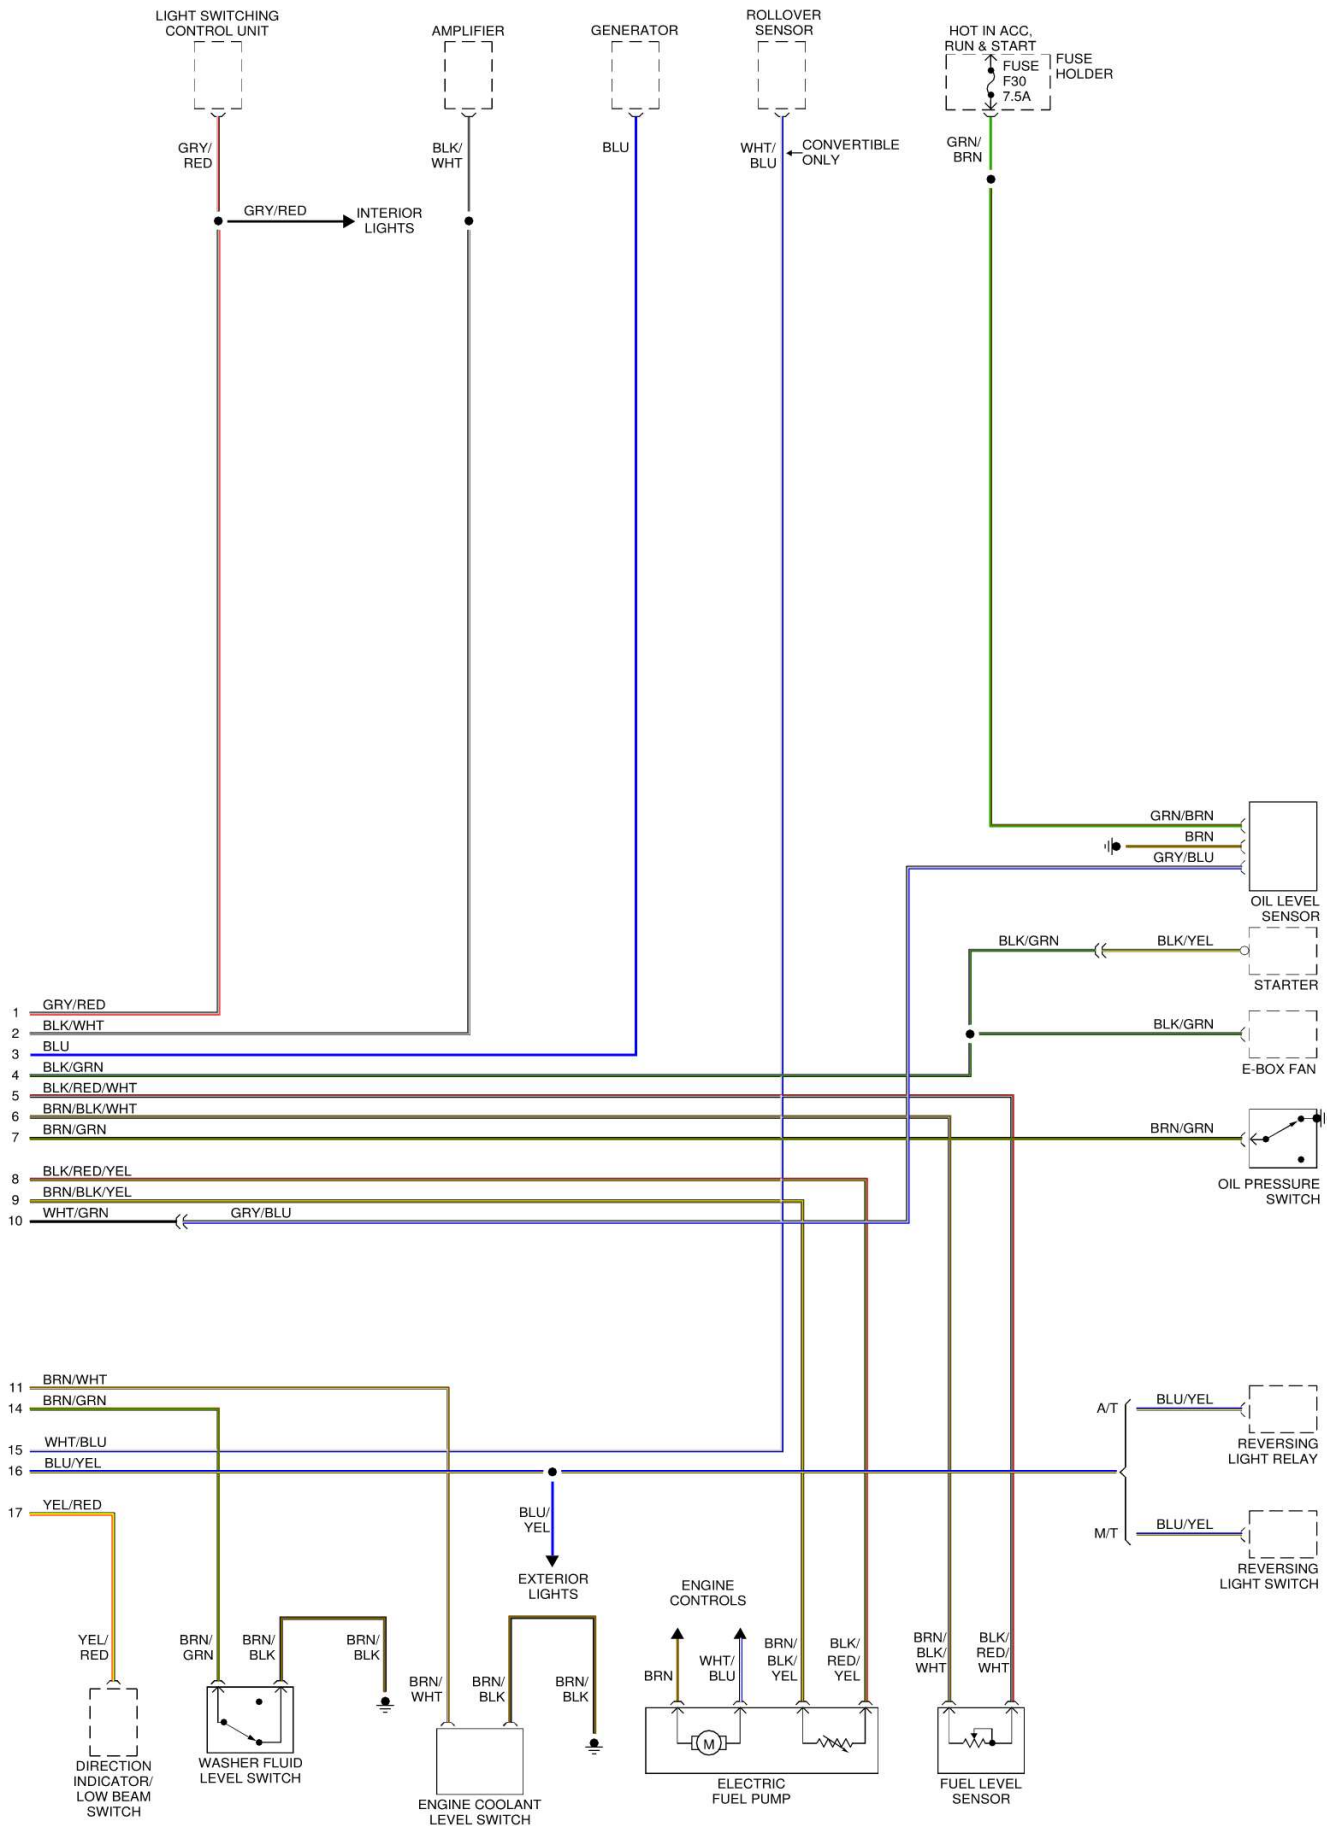 LIGHT SWITCHING
CONTROL UNIT
AMPLIFIER
GENERATOR
ROLLOVER
SENSOR
HOT IN ACC,
RUN & START
FUSE
F30
7.5A
FUSE
HOLDER
GRY/
RED
BLK/
WHT
BLU
WHT/
BLU
CONVERTIBLE
ONLY
GRN/
BRN
GRY/RED
INTERIOR
LIGHTS
GRN/BRN
BRN
GRY/BLU
OIL LEVEL
SENSOR
BLK/GRN
BLK/YEL
STARTER
BLK/GRN
E-BOX FAN
BRN/GRN
OIL PRESSURE
SWITCH
1 GRY/RED
2 BLK/WHT
3 BLU
4 BLK/GRN
5 BLK/RED/WHT
6 BRN/BLK/WHT
7 BRN/GRN
8 BLK/RED/YEL
9 BRN/BLK/YEL
10 WHT/GRN GRY/BLU
11 BRN/WHT
14 BRN/GRN
15 WHT/BLU
16 BLU/YEL
17 YEL/RED
A/T
BLU/YEL
REVERSING
LIGHT RELAY
M/T
BLU/YEL
REVERSING
LIGHT SWITCH
BLU/
YEL
EXTERIOR
LIGHTS
ENGINE
CONTROLS
YEL/
RED
BRN/
GRN
BRN/
BLK
BRN/
BLK
BRN/
WHT
BRN/
BLK
BRN/
BLK
BRN
WHT/
BLU
BRN/
BLK/
YEL
BLK/
RED/
YEL
BRN/
BLK/
WHT
BLK/
RED/
WHT
M
DIRECTION
INDICATOR/
LOW BEAM
SWITCH
WASHER FLUID
LEVEL SWITCH
ENGINE COOLANT
LEVEL SWITCH
ELECTRIC
FUEL PUMP
FUEL LEVEL
SENSOR